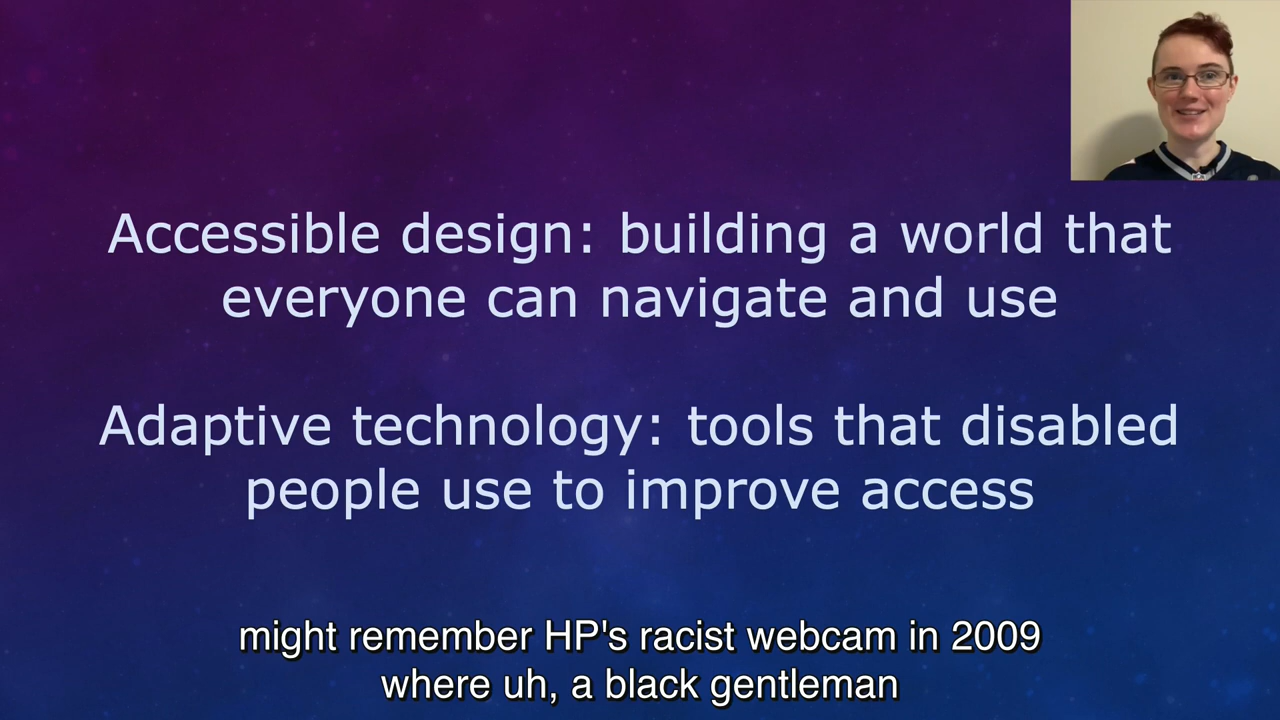 Accessible design: building a world that
everyone can navigate and use
Adaptive technology: tools that disabled
people use to improve access
might remember HP's racist webcam in 2009
where uh, a black gentleman